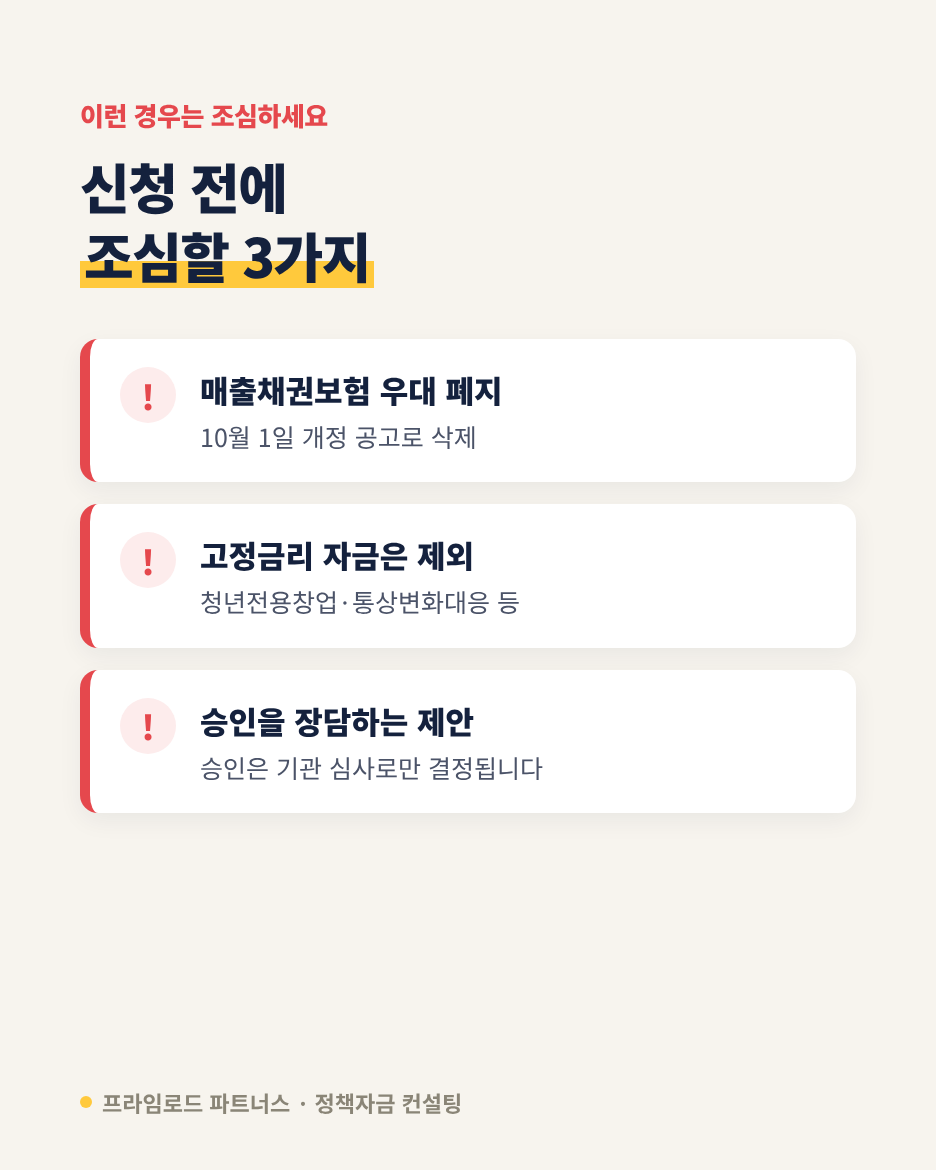 이런 경우는 조심하세요
신청 전에
조심할 3가지
!
매출채권보험 우대 폐지
10월 1일 개정 공고로 삭제
!
고정금리 자금은 제외
청년전용창업·통상변화대응 등
!
승인을 장담하는 제안
승인은 기관 심사로만 결정됩니다
프라임로드 파트너스 · 정책자금 컨설팅